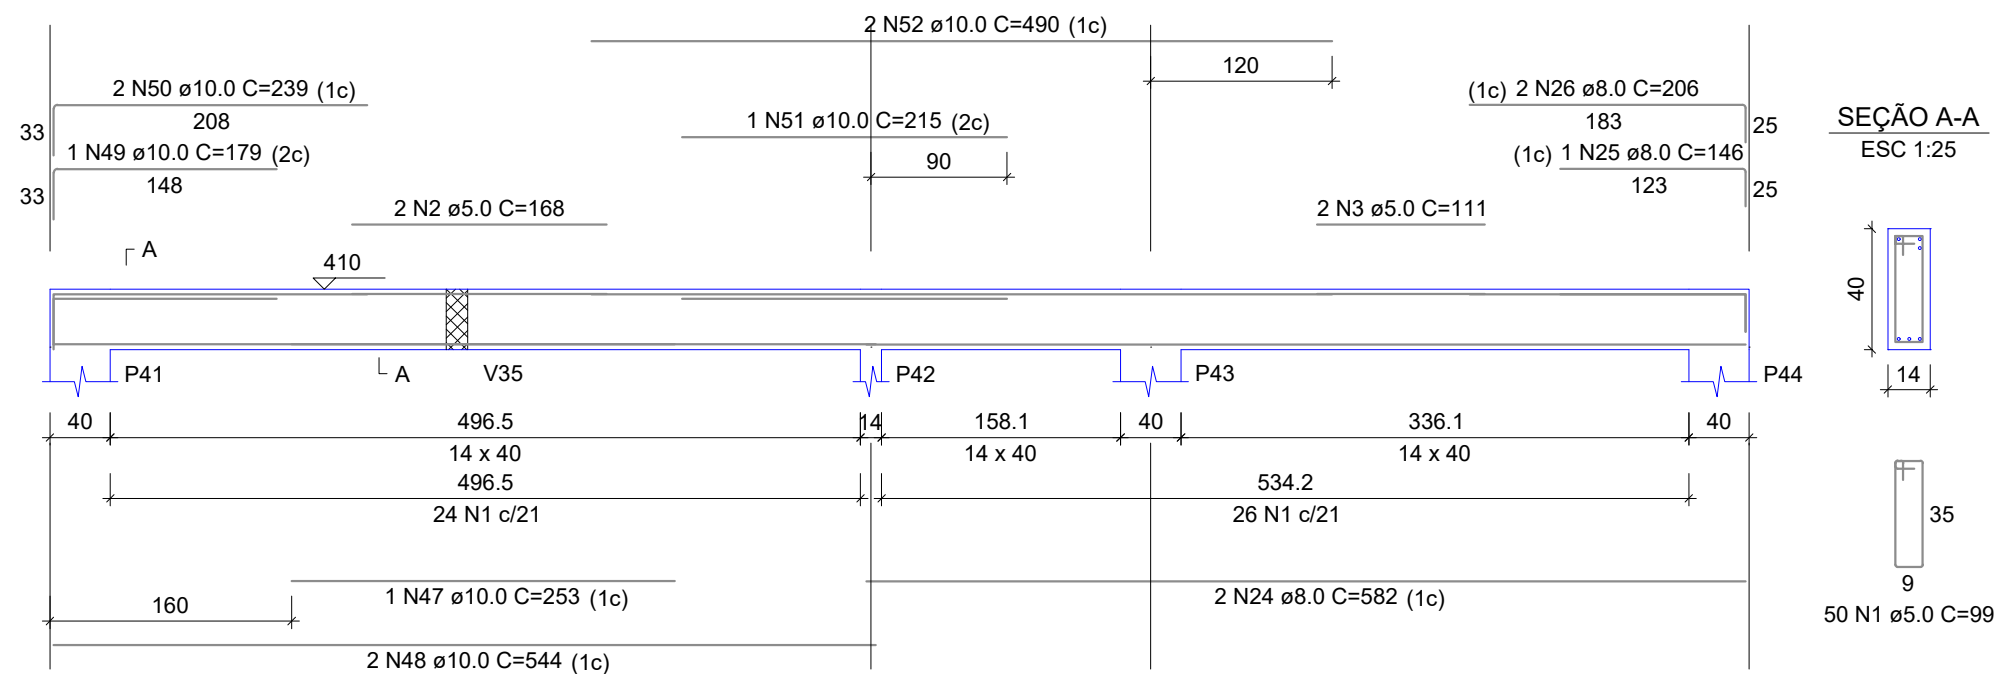 2 N52 ø10.0 C=490 (1c)
120
2 N50 ø10.0 C=239 (1c)
208
33
1 N51 ø10.0 C=215 (2c)
90
(1c) 2 N26 ø8.0 C=206
183
25
1 N49 ø10.0 C=179 (2c)
148
33
(1c) 1 N25 ø8.0 C=146
123
25
2 N2 ø5.0 C=168
2 N3 ø5.0 C=111
A
410
A
P41
V35
P42
P43
P44
40
496.5
14
158.1
40
336.1
40
14 x 40
14 x 40
14 x 40
496.5
534.2
24 N1 c/21
26 N1 c/21
1 N47 ø10.0 C=253 (1c)
160
2 N24 ø8.0 C=582 (1c)
2 N48 ø10.0 C=544 (1c)
SEÇÃO A-A
ESC 1:25
40
14
35
9
50 N1 ø5.0 C=99